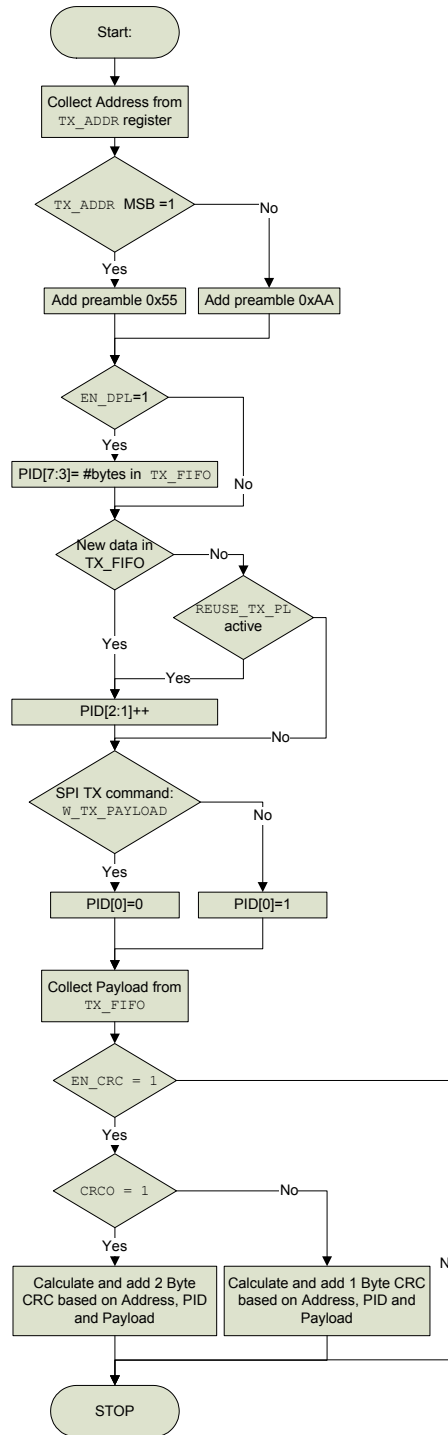 Start:
Collect Address from
TX_ADDR register
TX_ADDR MSB =1
No
Yes
Add preamble 0x55
Add preamble 0xAA
EN_DPL=1
Yes
PID[7:3]= #bytes in TX_FIFO
No
New data in
TX_FIFO
No
REUSE_TX_PL
active
Yes
Yes
PID[2:1]++
No
SPI TX command:
W_TX_PAYLOAD
No
Yes
PID[0]=0
PID[0]=1
Collect Payload from
TX_FIFO
EN_CRC = 1
Yes
CRCO = 1
No
Yes
N
Calculate and add 2 Byte
CRC based on Address, PID
and Payload
Calculate and add 1 Byte CRC
based on Address, PID and
Payload
STOP